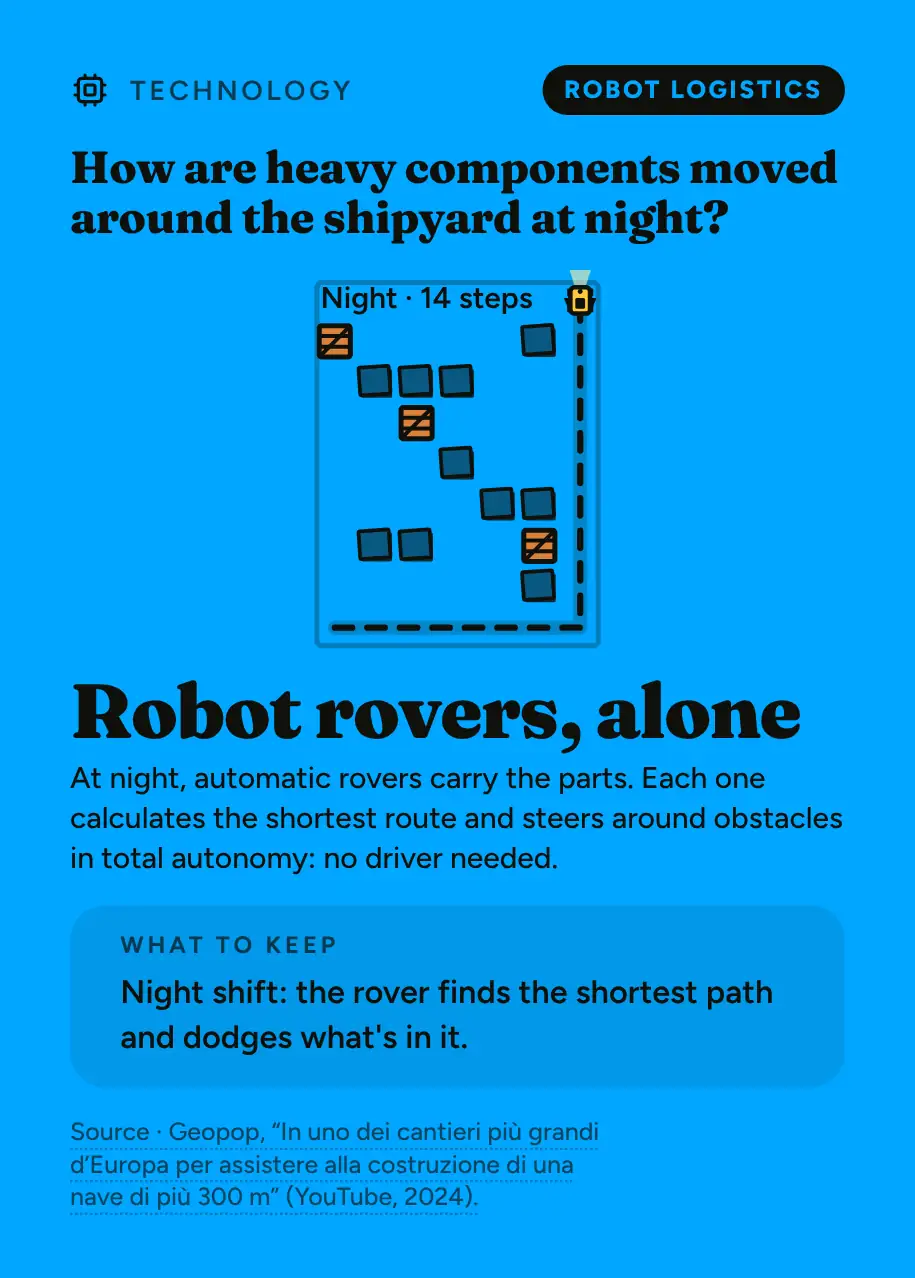 TECHNOLOGY
ROBOT LOGISTICS
How are heavy components moved
around the shipyard at night?
Night · 14 steps
Robot rovers, alone
At night, automatic rovers carry the parts. Each one
calculates the shortest route and steers around obstacles
in total autonomy: no driver needed.
WHAT TO KEEP
Night shift: the rover finds the shortest path
and dodges what's in it.
Source · Geopop, “In uno dei cantieri più grandi
d’Europa per assistere alla costruzione di una
nave di più 300 m” (YouTube, 2024).